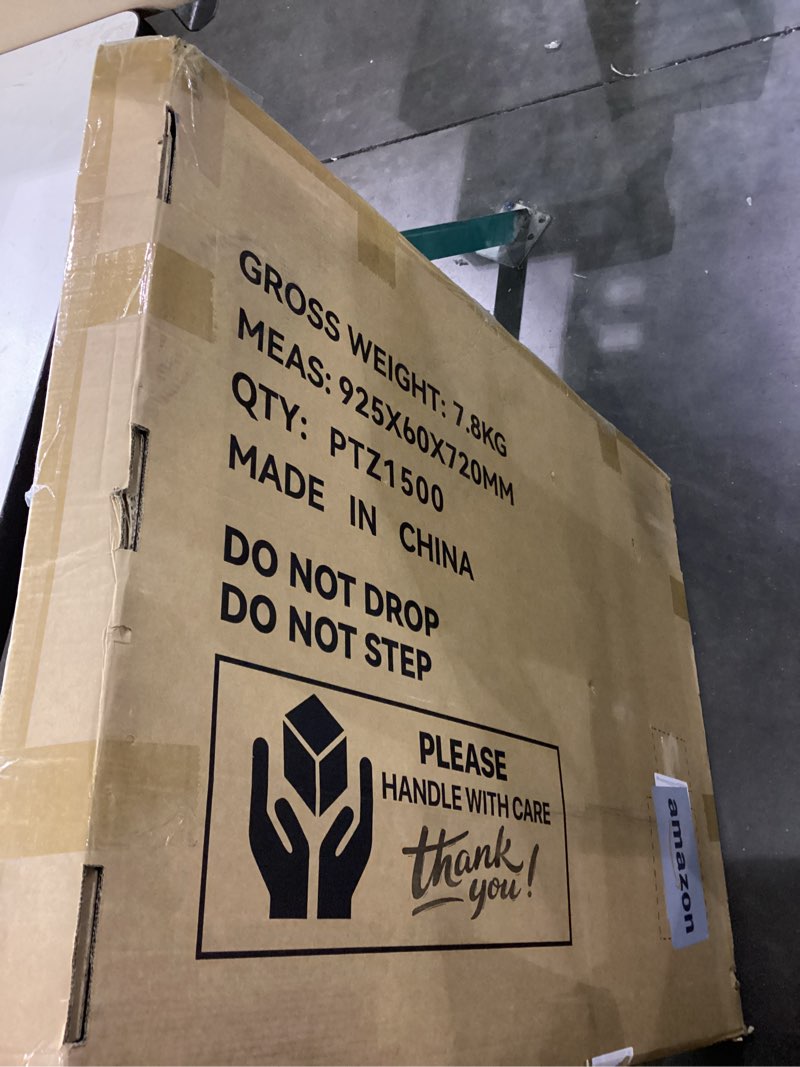 GROSS WEIGHT: 7.8KG
MEAS: 925X60X720MM
QTY: PTZ1500
MADE IN CHINA
DO NOT DROP
DO NOT STEP
PLEASE
HANDLE WITH CARE
thank
you!
amazon